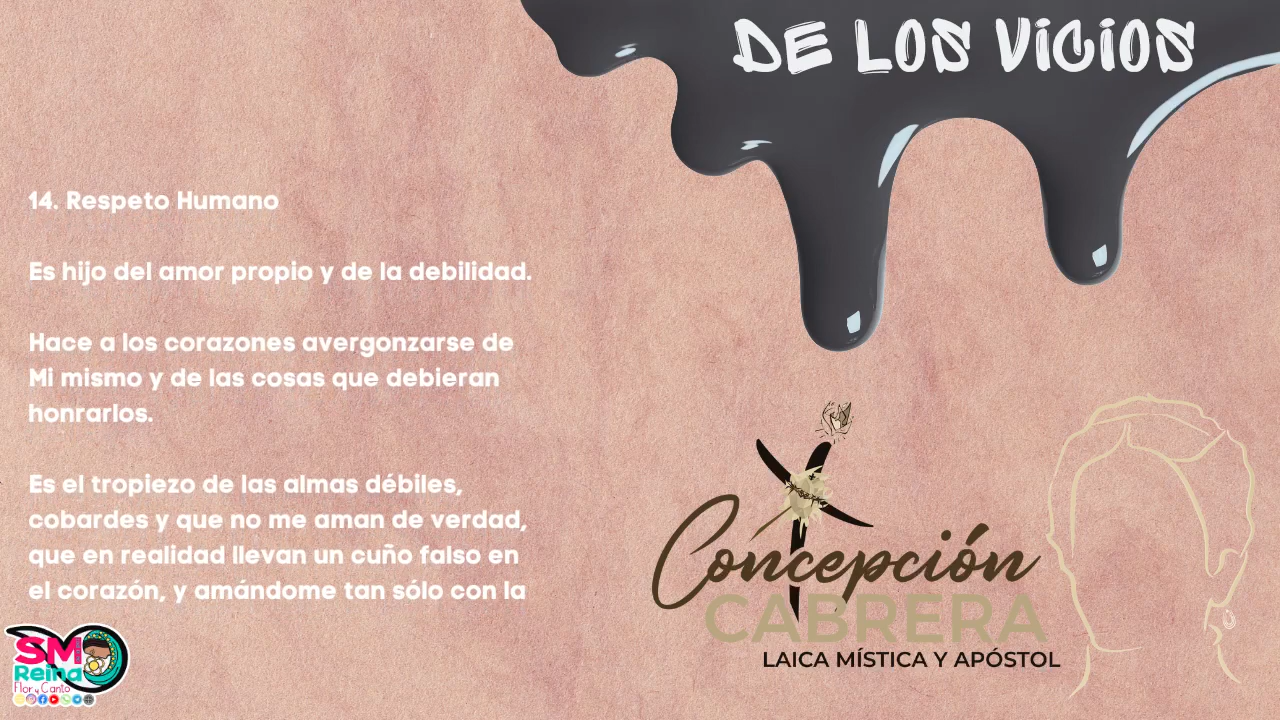 DE LOS VICIOS
14. Respeto Humano
Es hijo del amor propio y de la debilidad.
Hace a los corazones avergonzarse de
Mi mismo y de las cosas que debieran
honrarlos.
Es el tropiezo de las almas débiles,
cobardes y que no me aman de verdad,
que en realidad llevan un cuño falso en
el corazón, y amándome tan sólo con la
Concepción
CABRERA
LAICA MÍSTICA Y APÓSTOL
SM
Reina
Flor y Canto